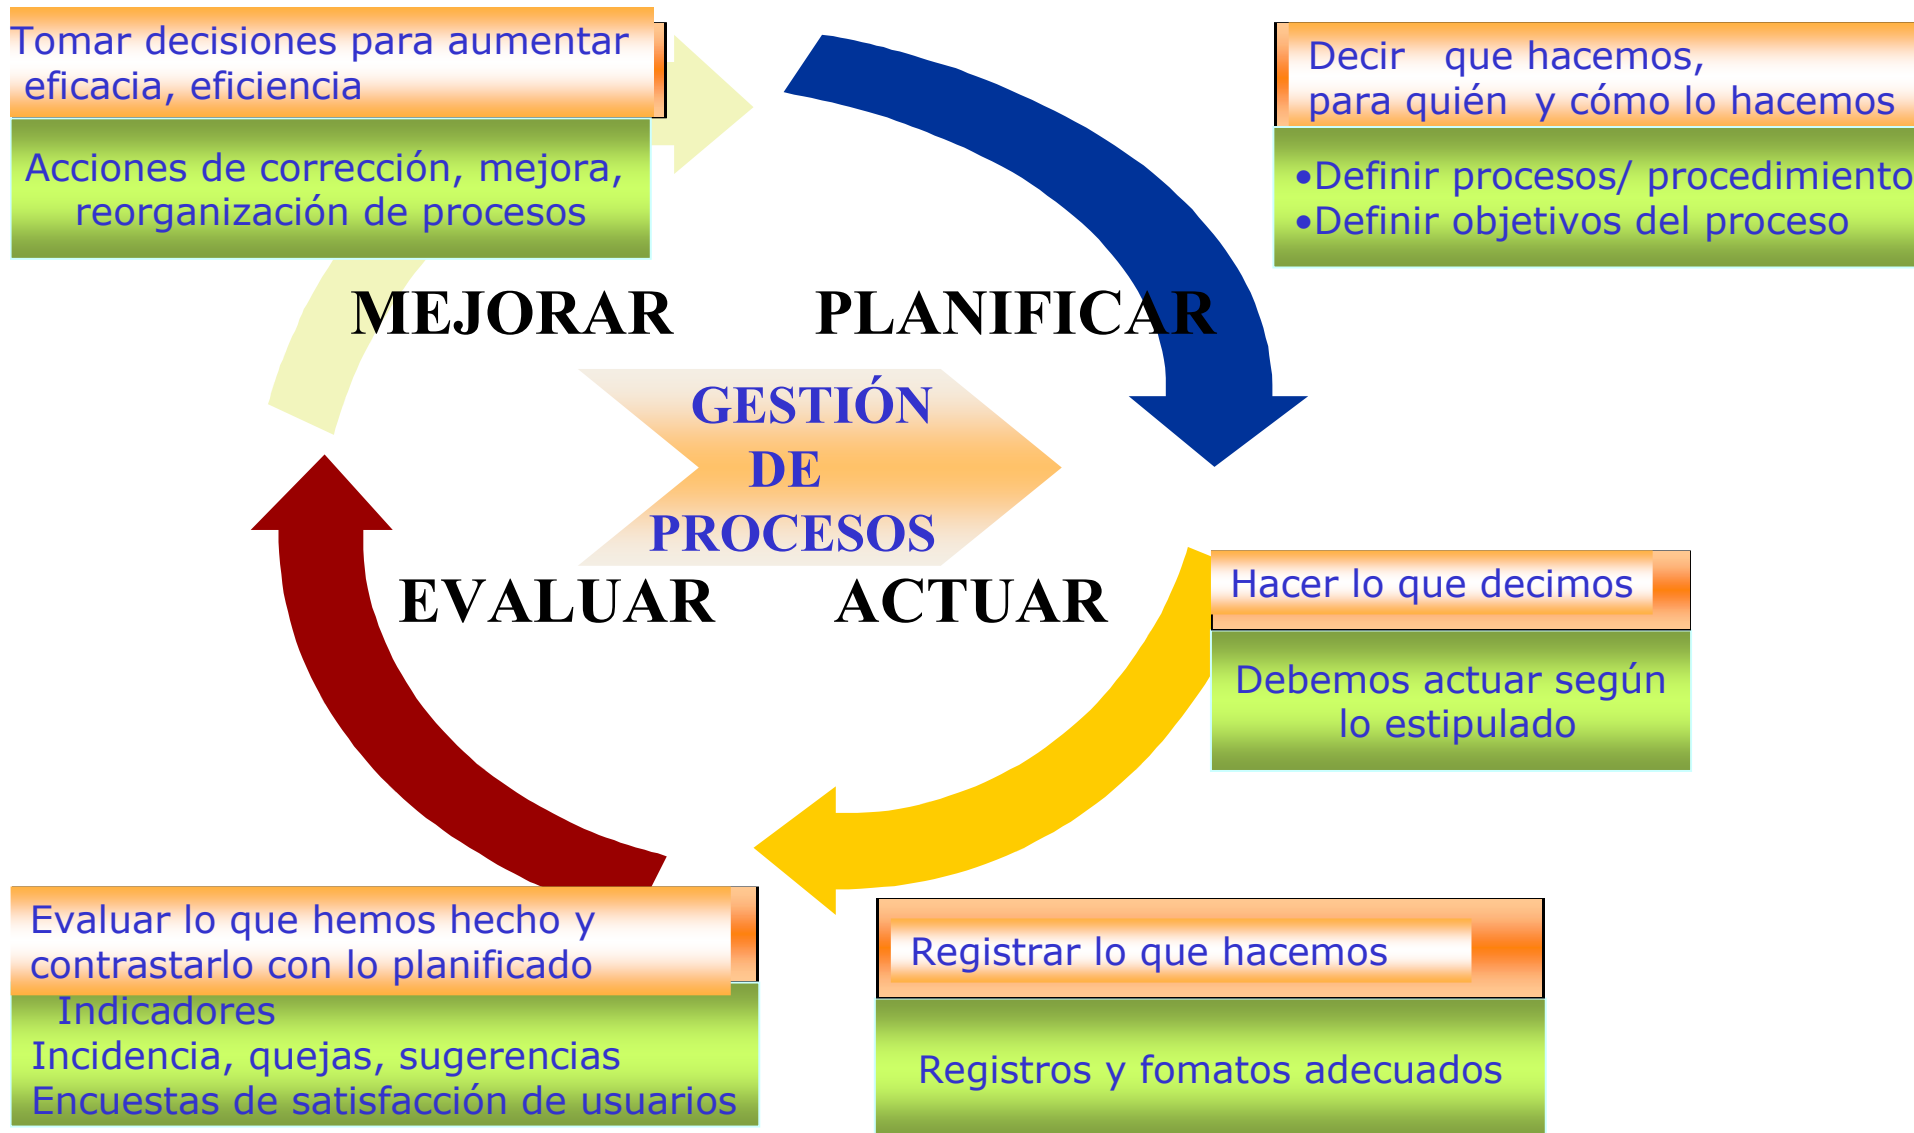 Tomar decisiones para aumentar
eficacia, eficiencia
Acciones de corrección, mejora,
reorganización de procesos
Decir que hacemos,
para quién y cómo lo hacemos
•Definir procesos/ procedimiento
•Definir objetivos del proceso
MEJORAR
PLANIFICAR
GESTIÓN
DE
PROCESOS
EVALUAR
ACTUAR
Hacer lo que decimos
Debemos actuar según
lo estipulado
Evaluar lo que hemos hecho y
contrastarlo con lo planificado
Indicadores
Incidencia, quejas, sugerencias
Encuestas de satisfacción de usuarios
Registrar lo que hacemos
Registros y fomatos adecuados